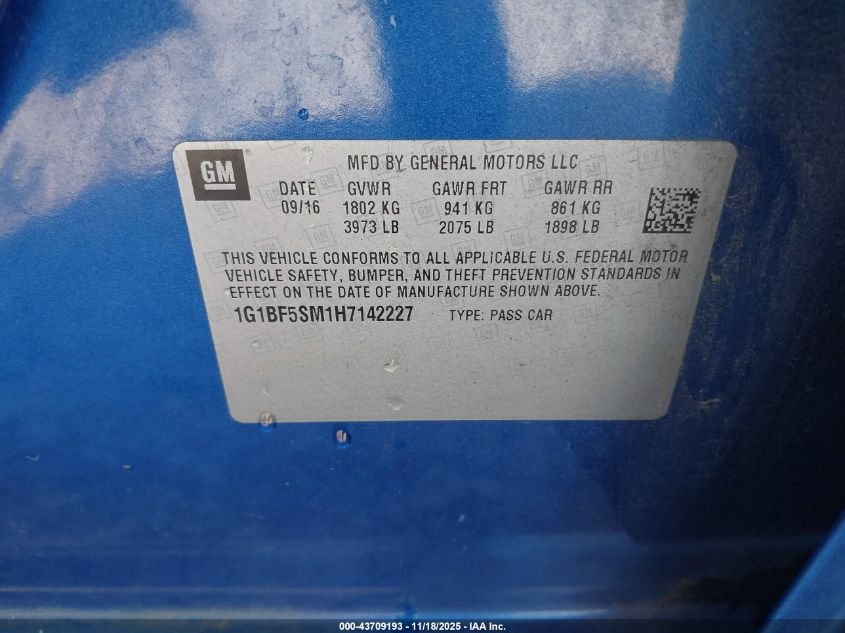 GM
MFD BY GENERAL MOTORS LLC
DATE GVWR GAWR FRT GAWR RR
09/16 1802 KG 941 KG 861 KG
3973 LB 2075 LB 1898 LB
THIS VEHICLE CONFORMS TO ALL APPLICABLE U.S. FEDERAL MOTOR
VEHICLE SAFETY, BUMPER, AND THEFT PREVENTION STANDARDS IN
EFFECT ON THE DATE OF MANUFACTURE SHOWN ABOVE.
1G1BF5SM1H7142227 TYPE: PASS CAR
000-43709193 - 11/18/2025 - IAA Inc.